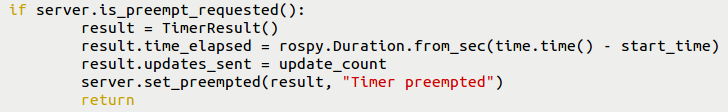 if server.is_preempt_requested():
        result = TimerResult()
        result.time_elapsed = rospy.Duration.from_sec(time.time() - start_time)
        result.updates_sent = update_count
        server.set_preempted(result, "Timer preempted")
        return